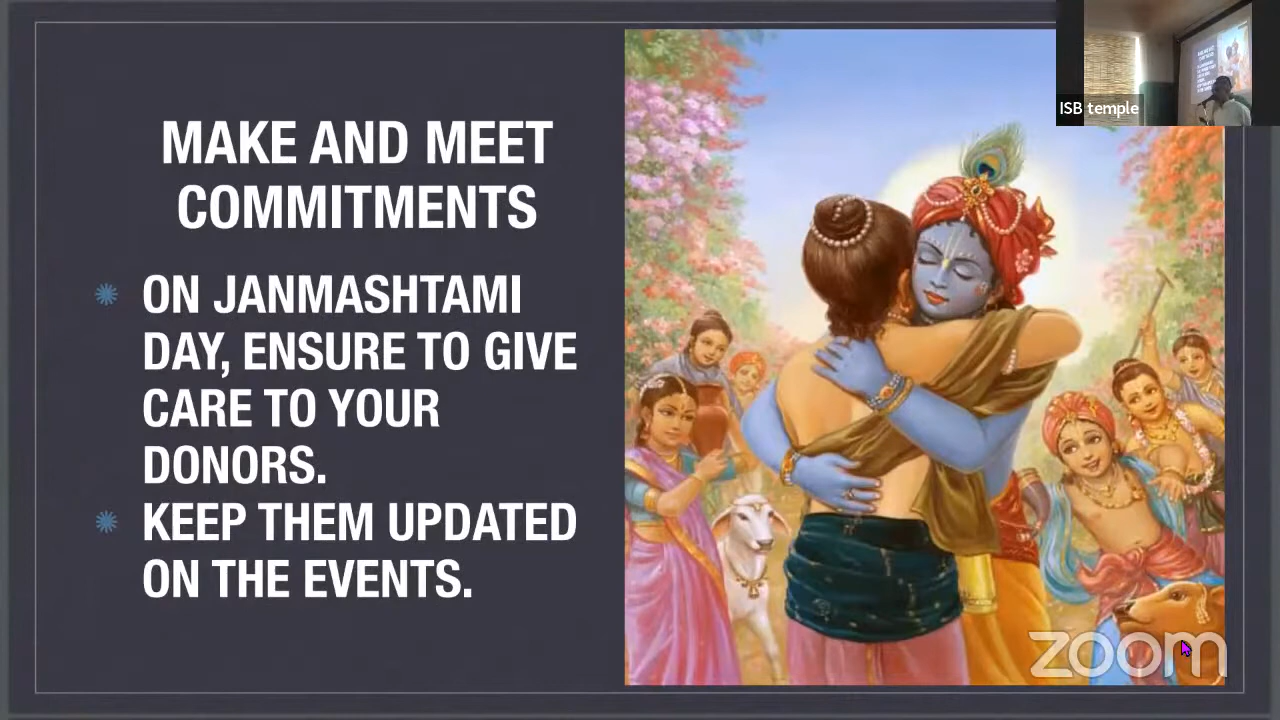 MAKE AND MEET
COMMITMENTS
ON JANMASHTAMI
DAY, ENSURE TO GIVE
CARE TO YOUR
DONORS.
KEEP THEM UPDATED
ON THE EVENTS.
ISB temple
zoom